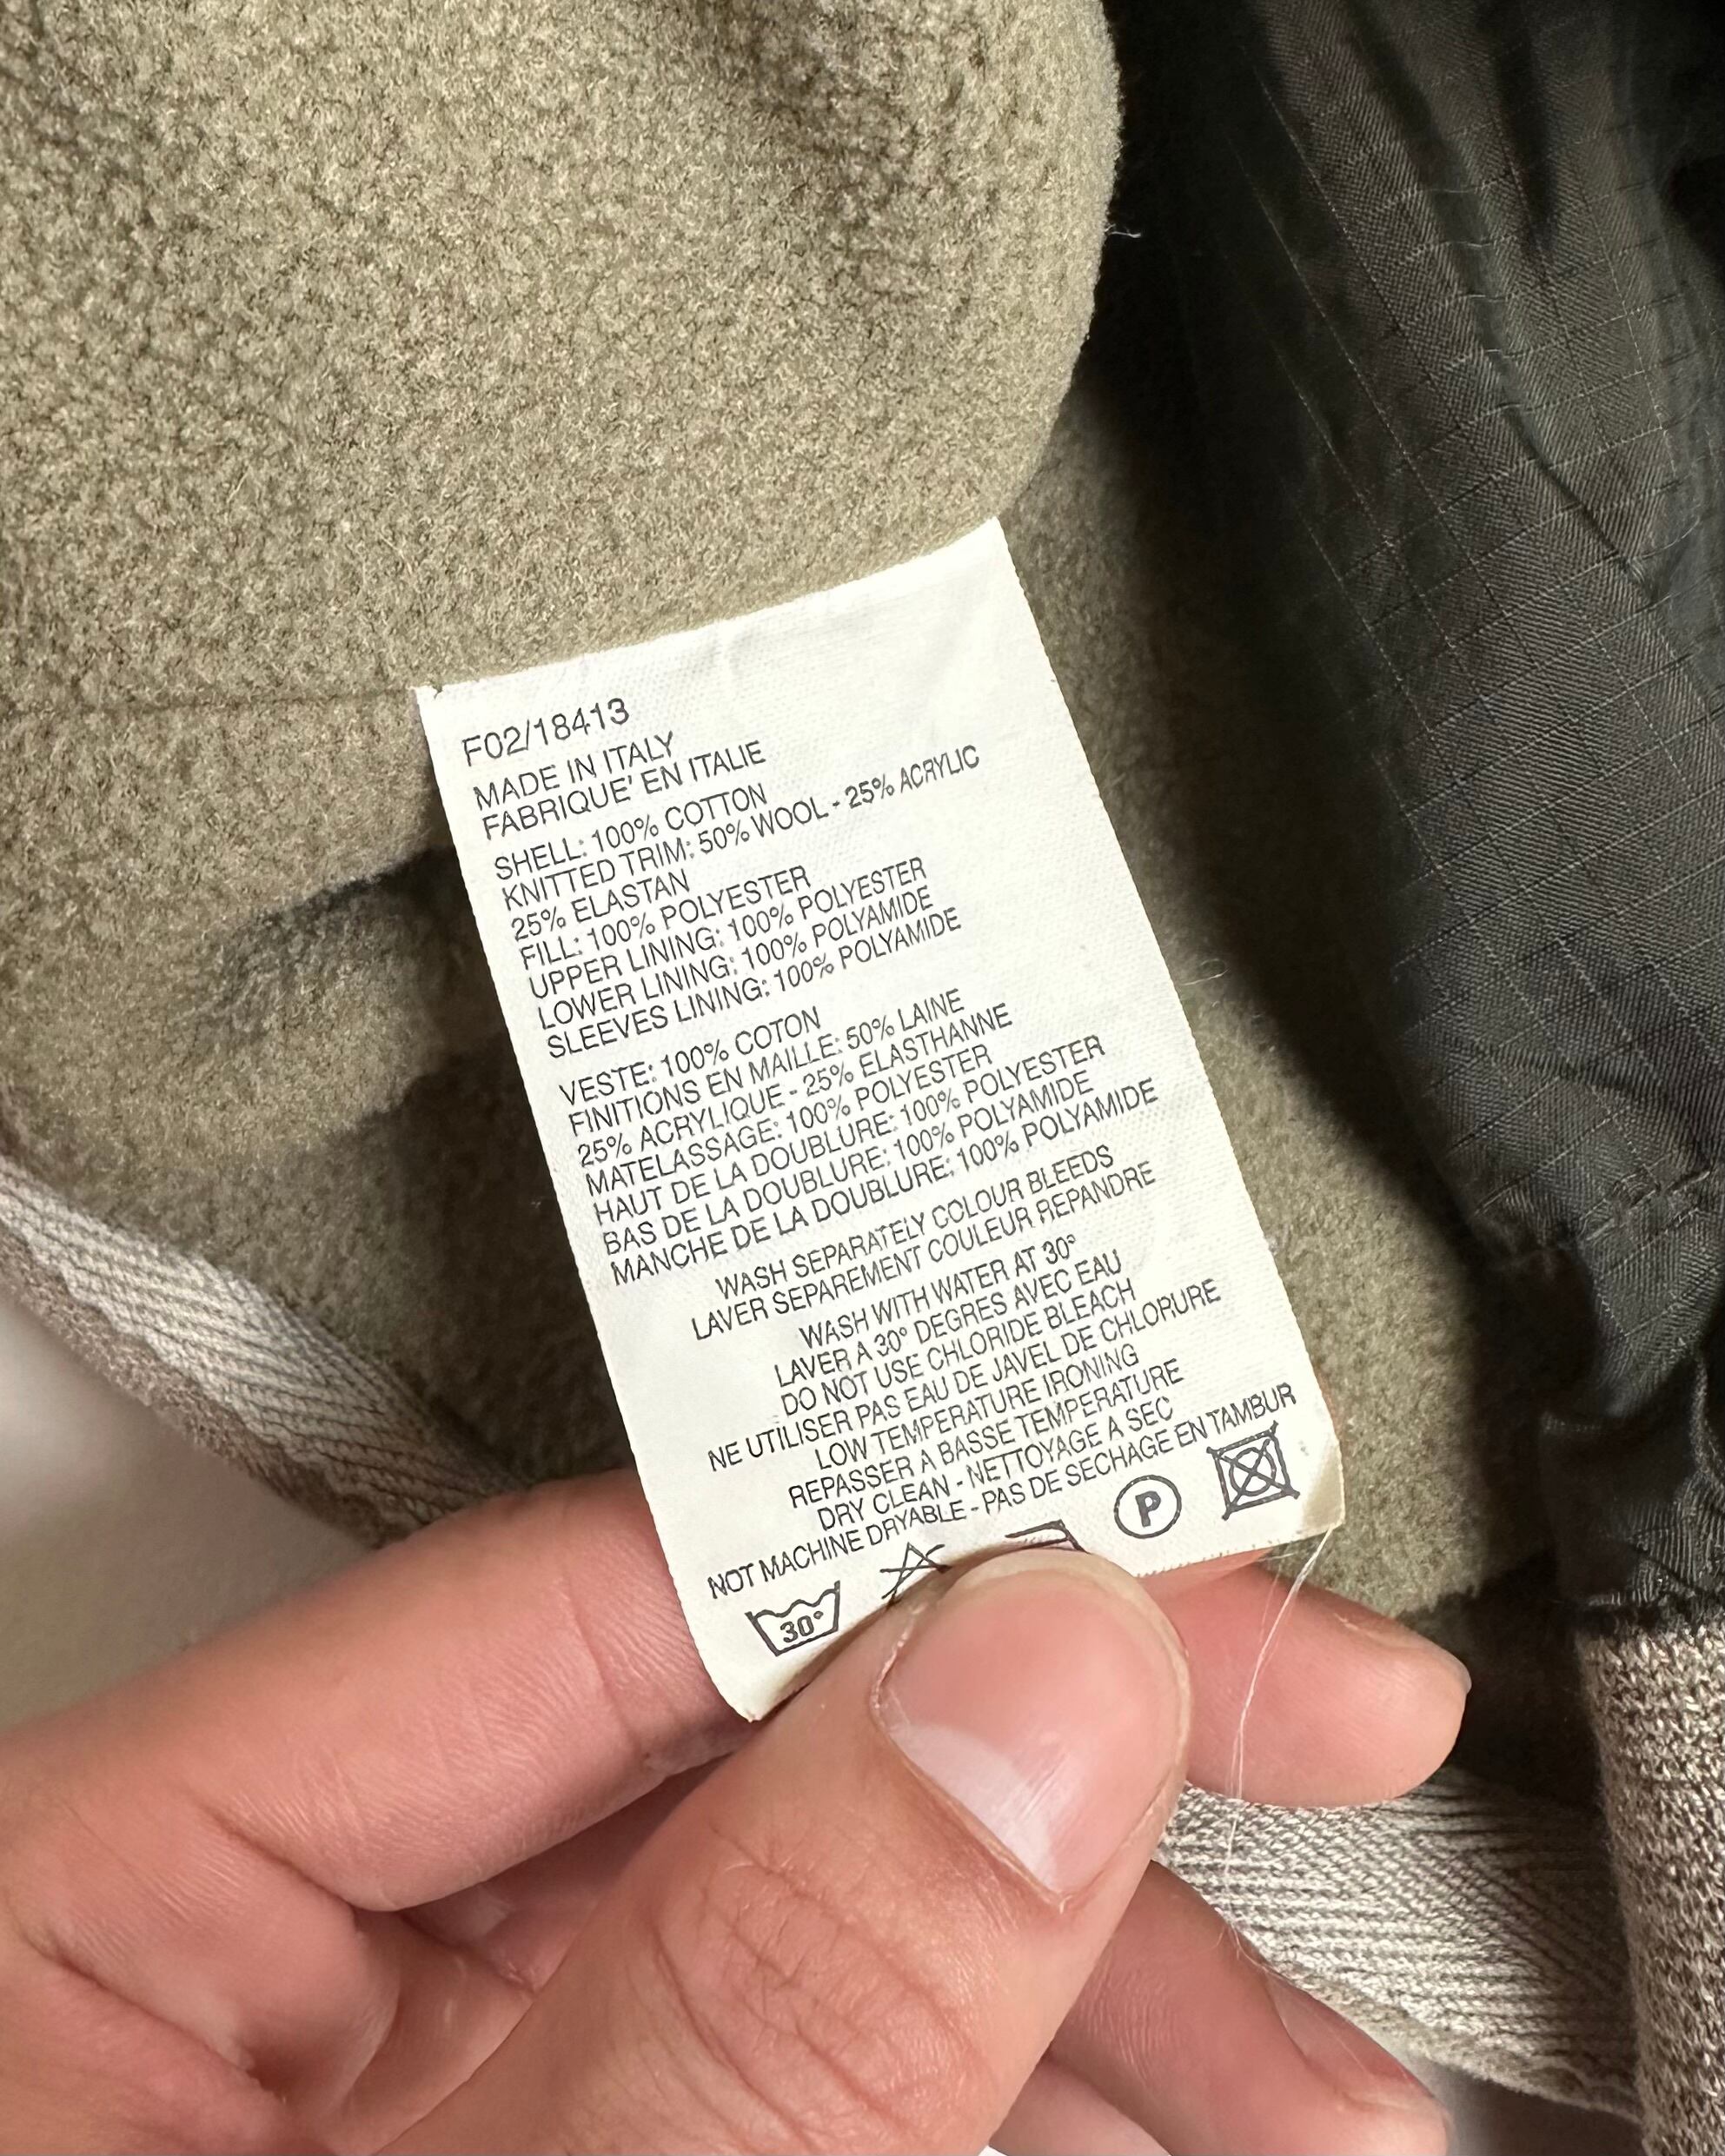 F02/18413
MADE IN ITALY
FABRIQUE' EN ITALIE
SHELL: 100% COTTON
KNITTED TRIM: 50% WOOL - 25% ACRYLIC
25% ELASTAN
FILL: 100% POLYESTER
UPPER LINING: 100% POLYESTER
LOWER LINING: 100% POLYAMIDE
SLEEVES LINING: 100% POLYAMIDE
VESTE: 100% COTON
FINITIONS EN MAILLE: 50% LAINE
25% ACRYLIQUE - 25% ELASTHANNE
MATELASSAGE: 100% POLYESTER
HAUT DE LA DOUBLURE: 100% POLYESTER
BAS DE LA DOUBLURE: 100% POLYAMIDE
MANCHE DE LA DOUBLURE: 100% POLYAMIDE
WASH SEPARATELY COLOUR BLEEDS
LAVER SEPAREMENT COULEUR REPANDRE
WASH WITH WATER AT 30°
LAVER A 30° DEGRES AVEC EAU
DO NOT USE CHLORIDE BLEACH
NE UTILISER PAS EAU DE JAVEL DE CHLORURE
LOW TEMPERATURE IRONING
REPASSER A BASSE TEMPERATURE
DRY CLEAN - NETTOYAGE A SEC
NOT MACHINE DRYABLE - PAS DE SECHAGE EN TAMBUR
30° P